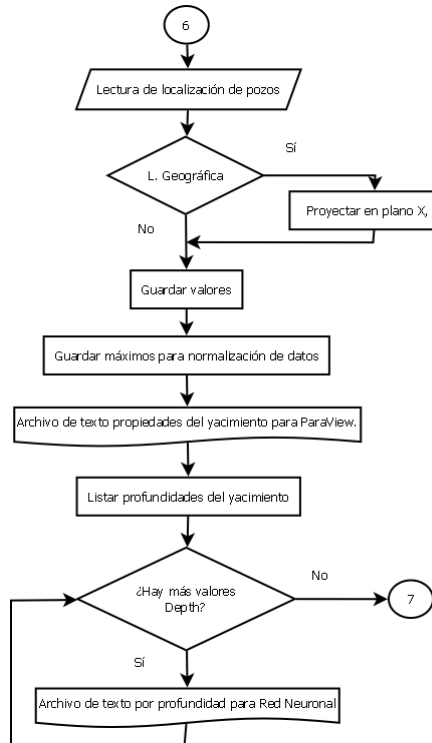 6
Lectura de localización de pozos
L. Geográfica
Sí
Proyectar en plano X,
No
Guardar valores
Guardar máximos para normalización de datos
Archivo de texto propiedades del yacimiento para ParaView.
Listar profundidades del yacimiento
¿Hay más valores
Depth?
No
7
Sí
Archivo de texto por profundidad para Red Neuronal